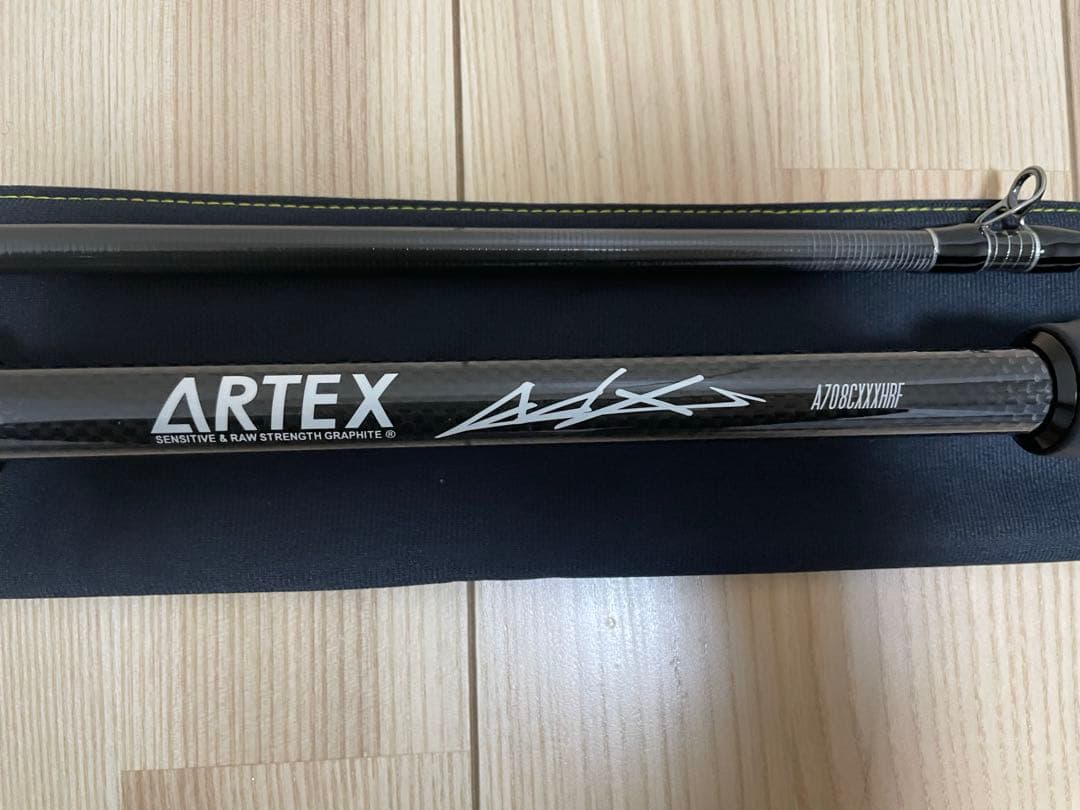 ARTEX
SENSITIVE & RAW STRENGTH GRAPHITE ®
A708CXXXHRF